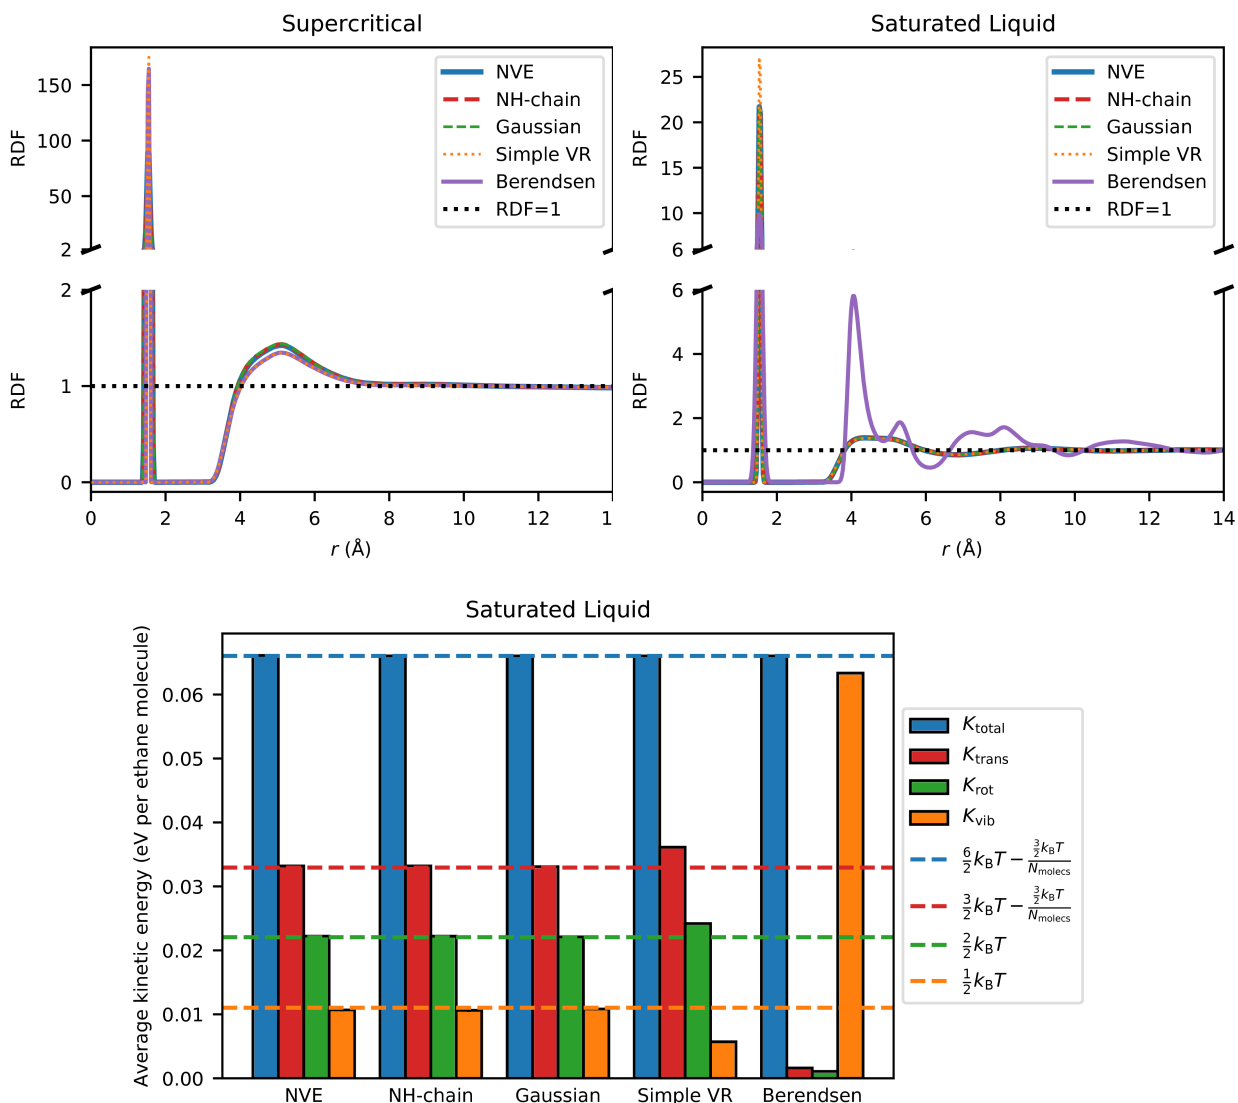 Supercritical
RDF
150
100
50
2
NVE
NH-chain
Gaussian
Simple VR
Berendsen
RDF=1
RDF
2
1
0
0 2 4 6 8 10 12 1
r (Å)
Saturated Liquid
RDF
25
20
15
10
6
NVE
NH-chain
Gaussian
Simple VR
Berendsen
RDF=1
RDF
6
4
2
0
0 2 4 6 8 10 12 14
r (Å)
Saturated Liquid
Average kinetic energy (eV per ethane molecule)
0.06
0.05
0.04
0.03
0.02
0.01
0.00
NVE NH-chain Gaussian Simple VR Berendsen
K_total
K_trans
K_rot
K_vib
6/2 k_B T − (3/2 k_B T)/N_molecs
3/2 k_B T − (3/2 k_B T)/N_molecs
2/2 k_B T
1/2 k_B T